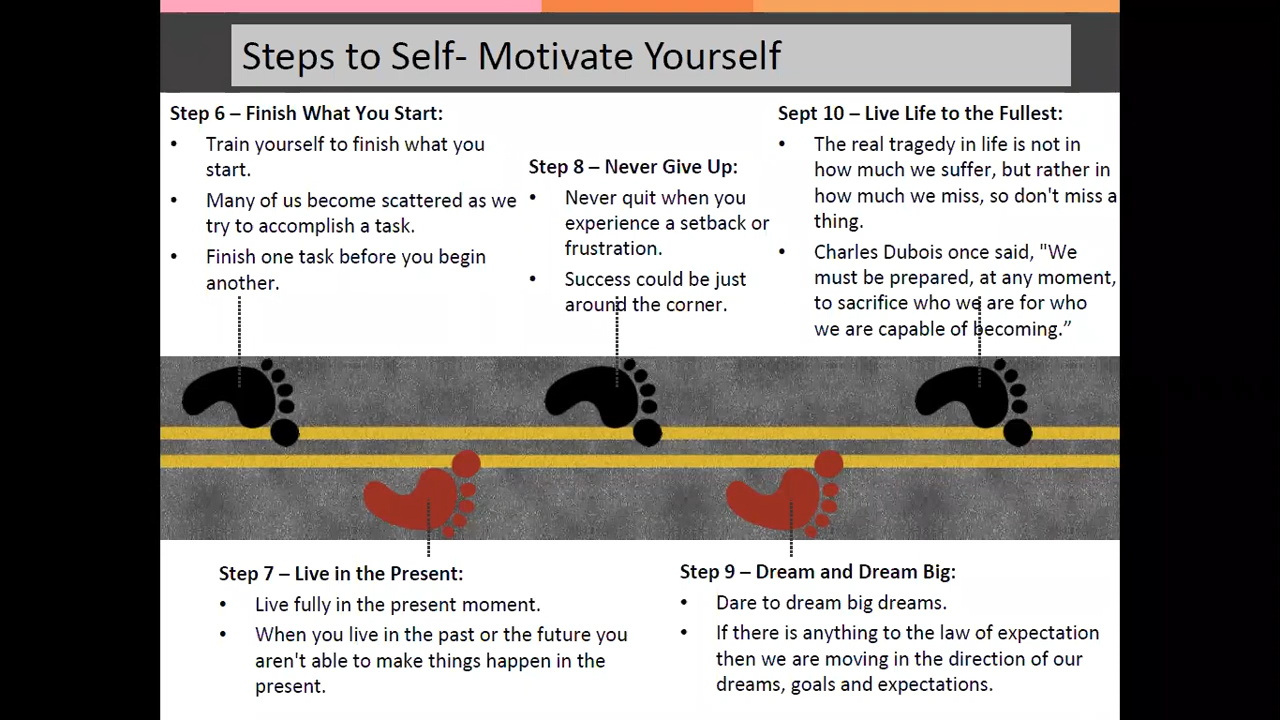 Steps to Self- Motivate Yourself
Step 6 – Finish What You Start:
• Train yourself to finish what you
start.
• Many of us become scattered as we
try to accomplish a task.
• Finish one task before you begin
another.
Step 8 – Never Give Up:
• Never quit when you
experience a setback or
frustration.
• Success could be just
around the corner.
Sept 10 – Live Life to the Fullest:
• The real tragedy in life is not in
how much we suffer, but rather in
how much we miss, so don't miss a
thing.
• Charles Dubois once said, "We
must be prepared, at any moment,
to sacrifice who we are for who
we are capable of becoming.”
Step 7 – Live in the Present:
• Live fully in the present moment.
• When you live in the past or the future you
aren't able to make things happen in the
present.
Step 9 – Dream and Dream Big:
• Dare to dream big dreams.
• If there is anything to the law of expectation
then we are moving in the direction of our
dreams, goals and expectations.